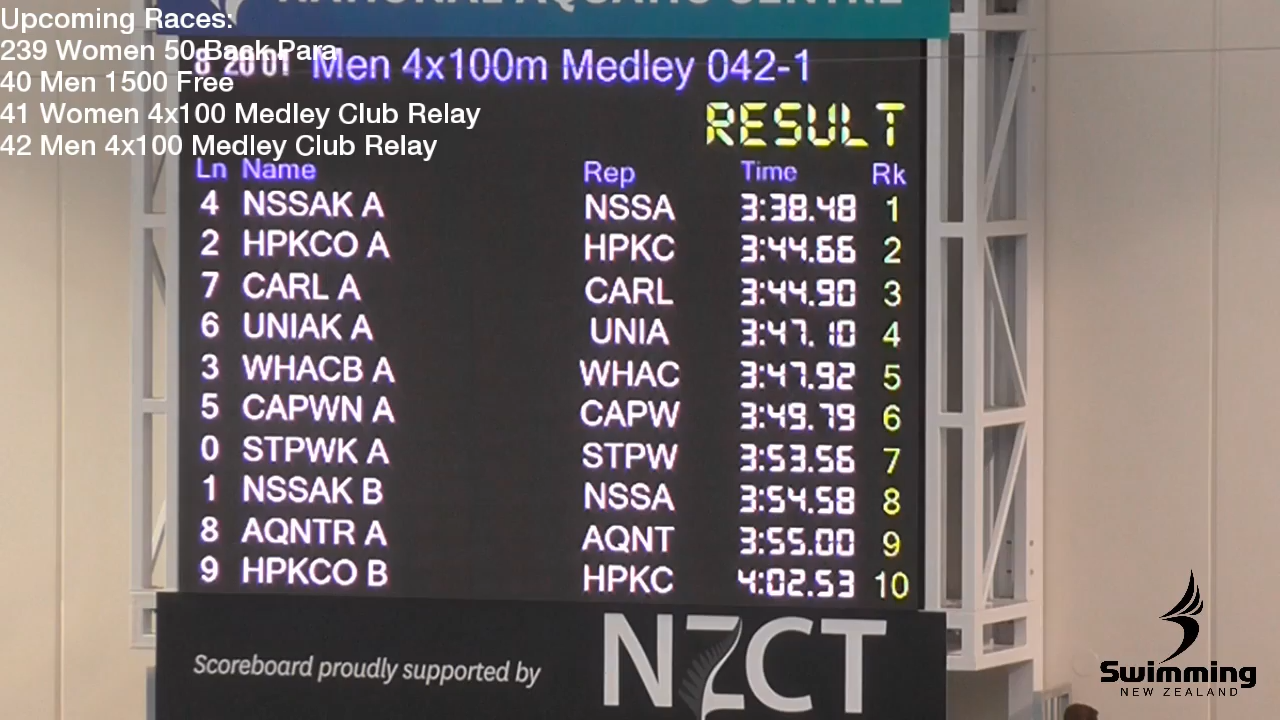 NATIONAL AQUATIC CENTRE
Upcoming Races:
239 Women 50 Back Para
40 Men 1500 Free
41 Women 4x100 Medley Club Relay
42 Men 4x100 Medley Club Relay
Men 4x100m Medley 042-1
RESULT
Ln Name Rep Time Rk
4 NSSAK A NSSA 3:38.48 1
2 HPKCO A HPKC 3:44.66 2
7 CARL A CARL 3:44.90 3
6 UNIAK A UNIA 3:47.10 4
3 WHACB A WHAC 3:47.92 5
5 CAPWN A CAPW 3:49.79 6
0 STPWK A STPW 3:53.56 7
1 NSSAK B NSSA 3:54.58 8
8 AQNTR A AQNT 3:55.00 9
9 HPKCO B HPKC 4:02.53 10
Scoreboard proudly supported by
NZCT
Swimming
NEW ZEALAND